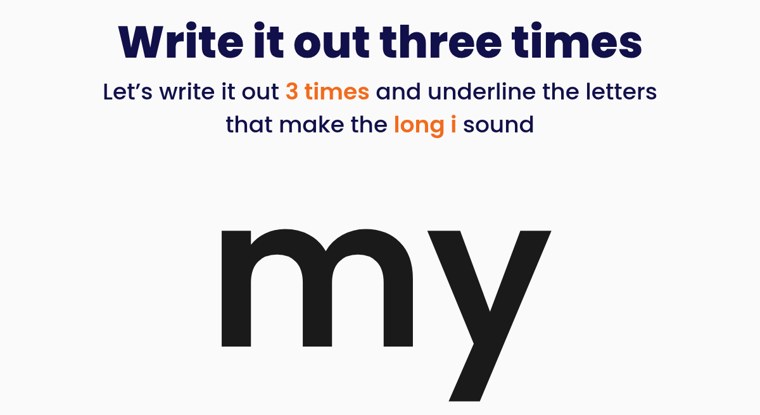 Write it out three times
Let’s write it out 3 times and underline the letters
that make the long i sound
my